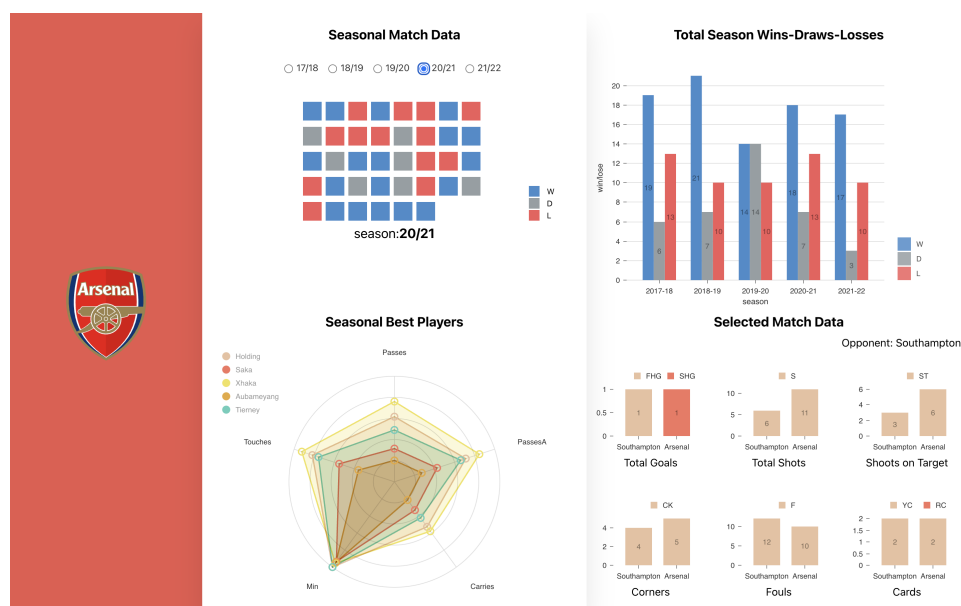 Arsenal
Seasonal Match Data
17/18 18/19 19/20 20/21 21/22
W
D
L
season:20/21
Seasonal Best Players
Holding
Saka
Xhaka
Aubameyang
Tierney
Passes
PassesA
Carries
Min
Touches
Total Season Wins-Draws-Losses
win/lose
20
18
16
14
12
10
8
6
4
2
0
19 6 13
21 7 10
14 14 10
18 7 13
17 3 10
2017-18 2018-19 2019-20 2020-21 2021-22
season
W
D
L
Selected Match Data
Opponent: Southampton
FHG SHG
1
0.5
0
1 1
Southampton Arsenal
Total Goals
S
10
5
0
6 11
Southampton Arsenal
Total Shots
ST
6
4
2
0
3 6
Southampton Arsenal
Shoots on Target
CK
4
2
0
4 5
Southampton Arsenal
Corners
F
10
5
0
12 10
Southampton Arsenal
Fouls
YC RC
2
1.5
1
0.5
0
2 2
Southampton Arsenal
Cards